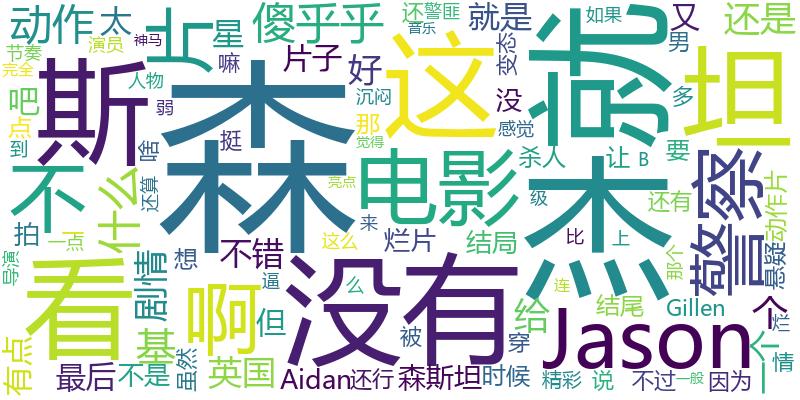 动作
太
片
星
傻乎乎
还警匪
音乐
就是
如果
又
还是
节奏
神马
演员
完全
人物
嘛
片子
好
变态
男
斯
森
这
就
坦
吧
点
到
弱
啥
挺
沉闷
那
觉得
没
感觉
多
不
什么
还算
亮点
电影
杀人
让
B
要
杰
警察
拍
一点
想
不错
这么
来
烂片
结局
级
比
上
还有
那个
悬疑
动作片
导演
看
剧情
啊
逼
没有
么
给
连
结尾
Gillen
个
有点
基
但
被
穿
Jason
一个
情
最后
不是
虽然
英国
Aidan
还行
森斯坦
时候
精彩
说
不过
一般
因为